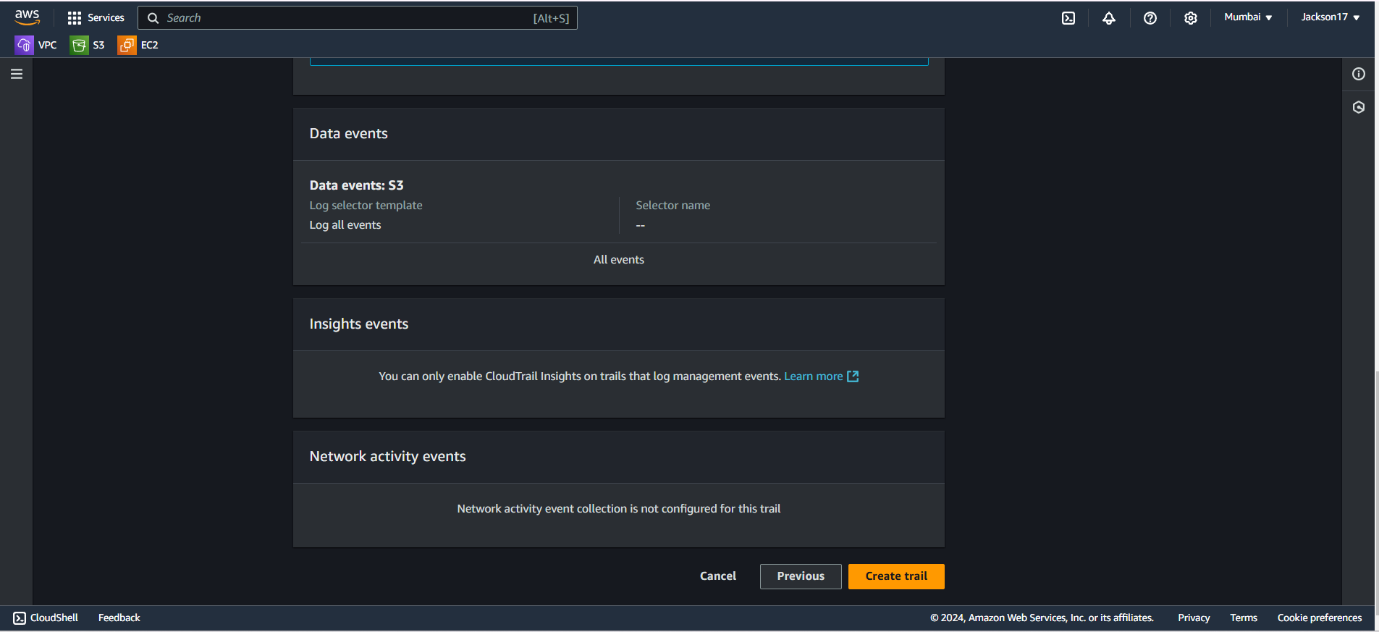 aws Services Search [Alt+S] Mumbai Jackson17
VPC S3 EC2
Data events
Data events: S3
Log selector template
Log all events
Selector name
--
All events
Insights events
You can only enable CloudTrail Insights on trails that log management events. Learn more
Network activity events
Network activity event collection is not configured for this trail
Cancel Previous Create trail
CloudShell Feedback © 2024, Amazon Web Services, Inc. or its affiliates. Privacy Terms Cookie preferences